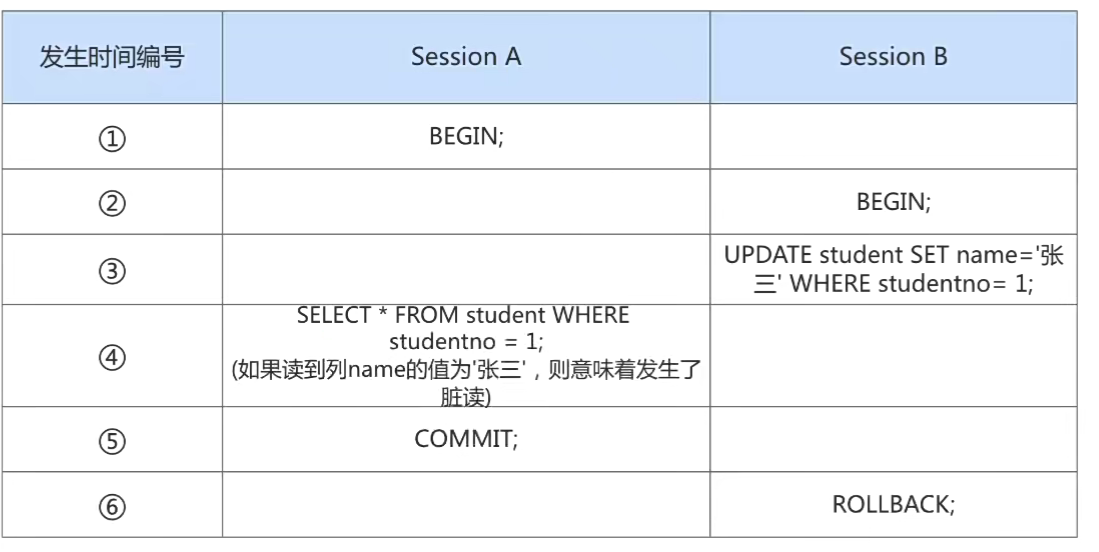 发生时间编号
Session A
Session B
①
BEGIN;
②
BEGIN;
③
UPDATE student SET name='张
三' WHERE studentno= 1;
④
SELECT * FROM student WHERE
studentno = 1;
(如果读到列name的值为'张三'，则意味着发生了
脏读)
⑤
COMMIT;
⑥
ROLLBACK;